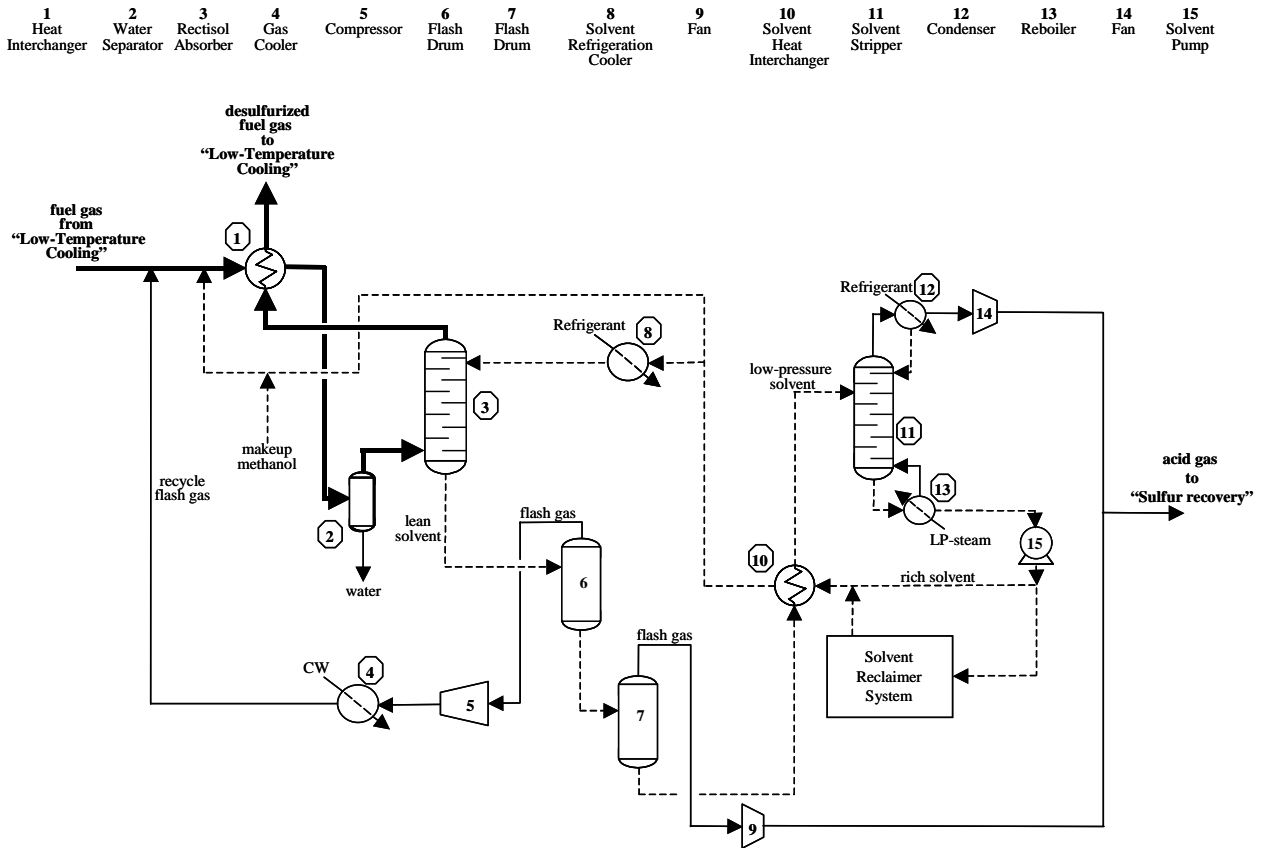 1
Heat
Interchanger
2
Water
Separator
3
Rectisol
Absorber
4
Gas
Cooler
5
Compressor
6
Flash
Drum
7
Flash
Drum
8
Solvent
Refrigeration
Cooler
9
Fan
10
Solvent
Heat
Interchanger
11
Solvent
Stripper
12
Condenser
13
Reboiler
14
Fan
15
Solvent
Pump
desulfurized
fuel gas
to
“Low-Temperature
Cooling”
fuel gas
from
“Low-Temperature
Cooling”
1
Refrigerant
12
14
Refrigerant
8
low-pressure
solvent
3
11
makeup
methanol
recycle
flash gas
acid gas
to
“Sulfur recovery”
13
LP-steam
flash gas
lean
solvent
2
15
10
6
rich solvent
water
flash gas
Solvent
Reclaimer
System
CW
4
5
7
9